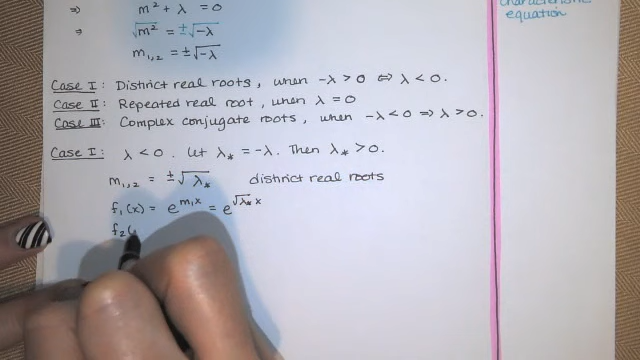 ⇒ m² + λ = 0
characteristic
equation
⇒ √m² = ±√-λ
m₁,₂ = ±√-λ
Case I: District real roots, when -λ > 0 ⇔ λ < 0.
Case II: Repeated real root, when λ = 0
Case III: Complex conjugate roots, when -λ < 0 ⇒ λ > 0.
Case I: λ < 0. Let λ* = -λ. Then λ* > 0.
m₁,₂ = ±√λ* district real roots
f₁(x) = e^{m₁x} = e^{√λ* x}
f₂(